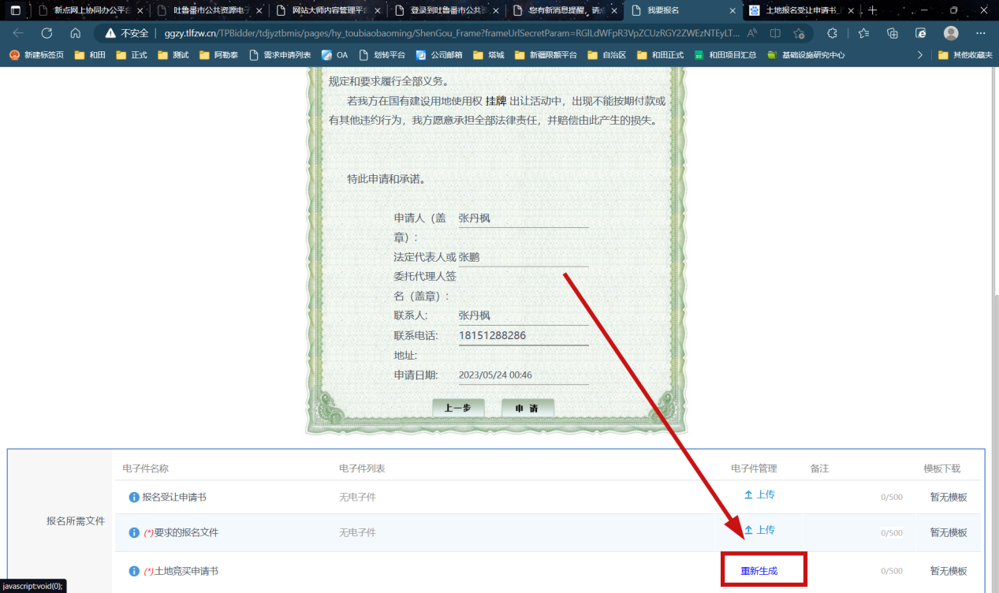 新点网上协同办公平台
吐鲁番市公共资源电子
网站大师内容管理平台
登录到吐鲁番市公共资
您有新消息提醒，请点
我要报名
土地报名受让申请书_
不安全
ggzy.tlfzw.cn/TPBidder/tdjyztbmis/pages/hy_toubiaobaoming/ShenGou_Frame?frameUrlSecretParam=RGlLdWFpR3VpZCUzRGY2ZWEzNTEyLT...
新建标签页 和田 正式 测试 阿勒泰 需求申请列表 OA 划转平台 公司邮箱 塔城 新疆限额平台 自治区 和田正式 和田项目汇总 基础设施研究中心 其他收藏夹
规定和要求履行全部义务。
若我方在国有建设用地使用权 挂牌 出让活动中，出现不能按期付款或
有其他违约行为，我方愿意承担全部法律责任，并赔偿由此产生的损失。
特此申请和承诺。
申请人（盖 张丹枫
章）:
法定代表人或 张鹏
委托代理人签
名（盖章）:
联系人: 张丹枫
联系电话: 18151288286
地址:
申请日期: 2023/05/24 00:46
上一步 申 请
电子件名称 电子件列表 电子件管理 备注 模板下载
报名所需文件
报名受让申请书 无电子件 上传 0/500 暂无模板
(*)要求的报名文件 无电子件 上传 0/500 暂无模板
(*)土地竞买申请书 重新生成 0/500 暂无模板
javascript:void(0);